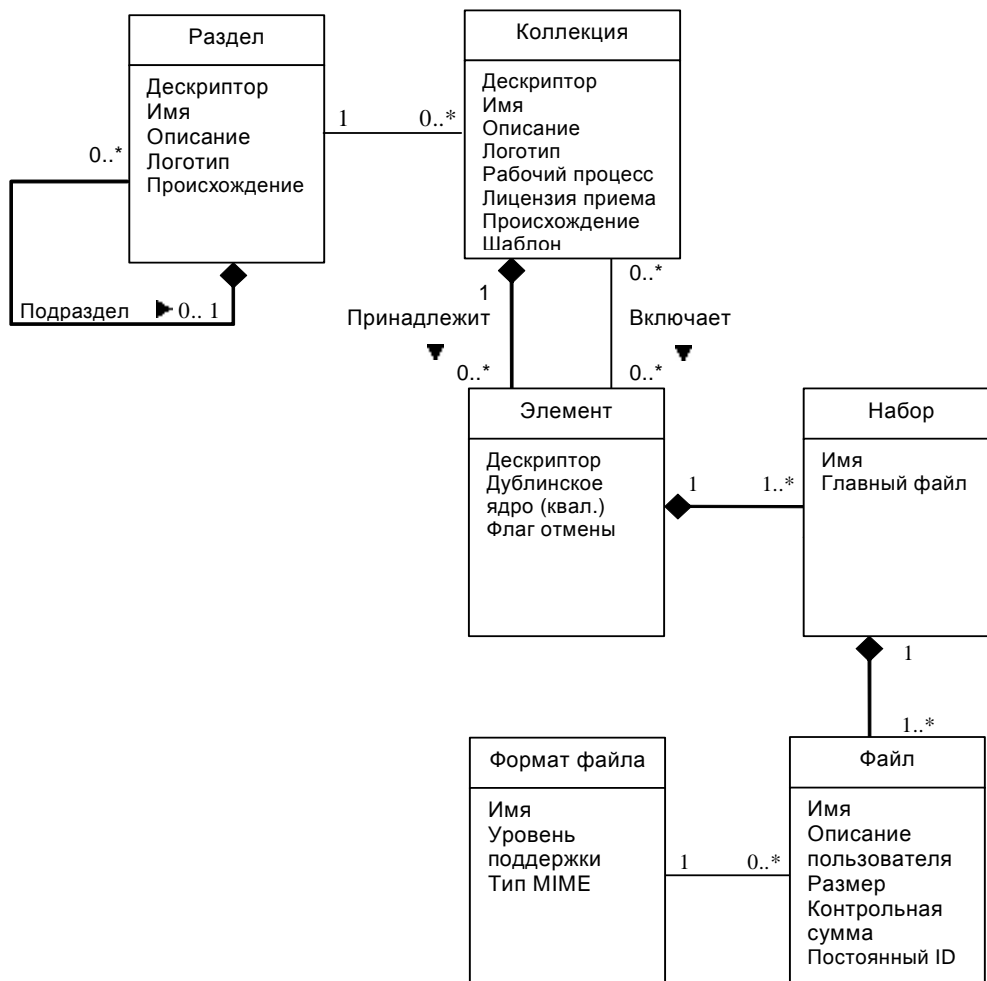 Раздел
Дескриптор
Имя
Описание
Логотип
Происхождение
1
0..*
Коллекция
Дескриптор
Имя
Описание
Логотип
Рабочий процесс
Лицензия приема
Происхождение
Шаблон
0..*
Подраздел
0.. 1
1
Принадлежит
0..*
0..*
Включает
0..*
Элемент
Дескриптор
Дублинское
ядро (квал.)
Флаг отмены
1
1..*
Набор
Имя
Главный файл
1
1..*
Формат файла
Имя
Уровень
поддержки
Тип MIME
1
0..*
Файл
Имя
Описание
пользователя
Размер
Контрольная
сумма
Постоянный ID